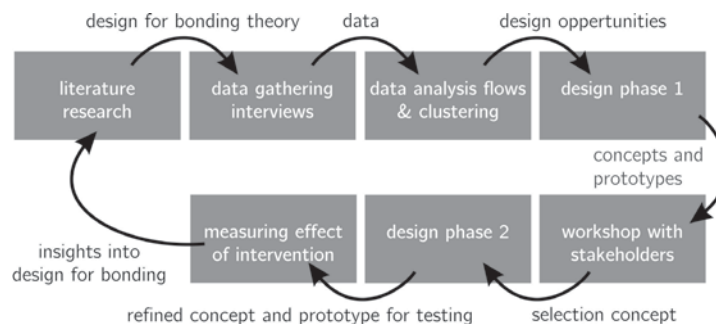 design for bonding theory
data
design oppertunities
literature
research
data gathering
interviews
data analysis flows
& clustering
design phase 1
concepts and
prototypes
measuring effect
of intervention
design phase 2
workshop with
stakeholders
insights into
design for bonding
refined concept and prototype for testing
selection concept